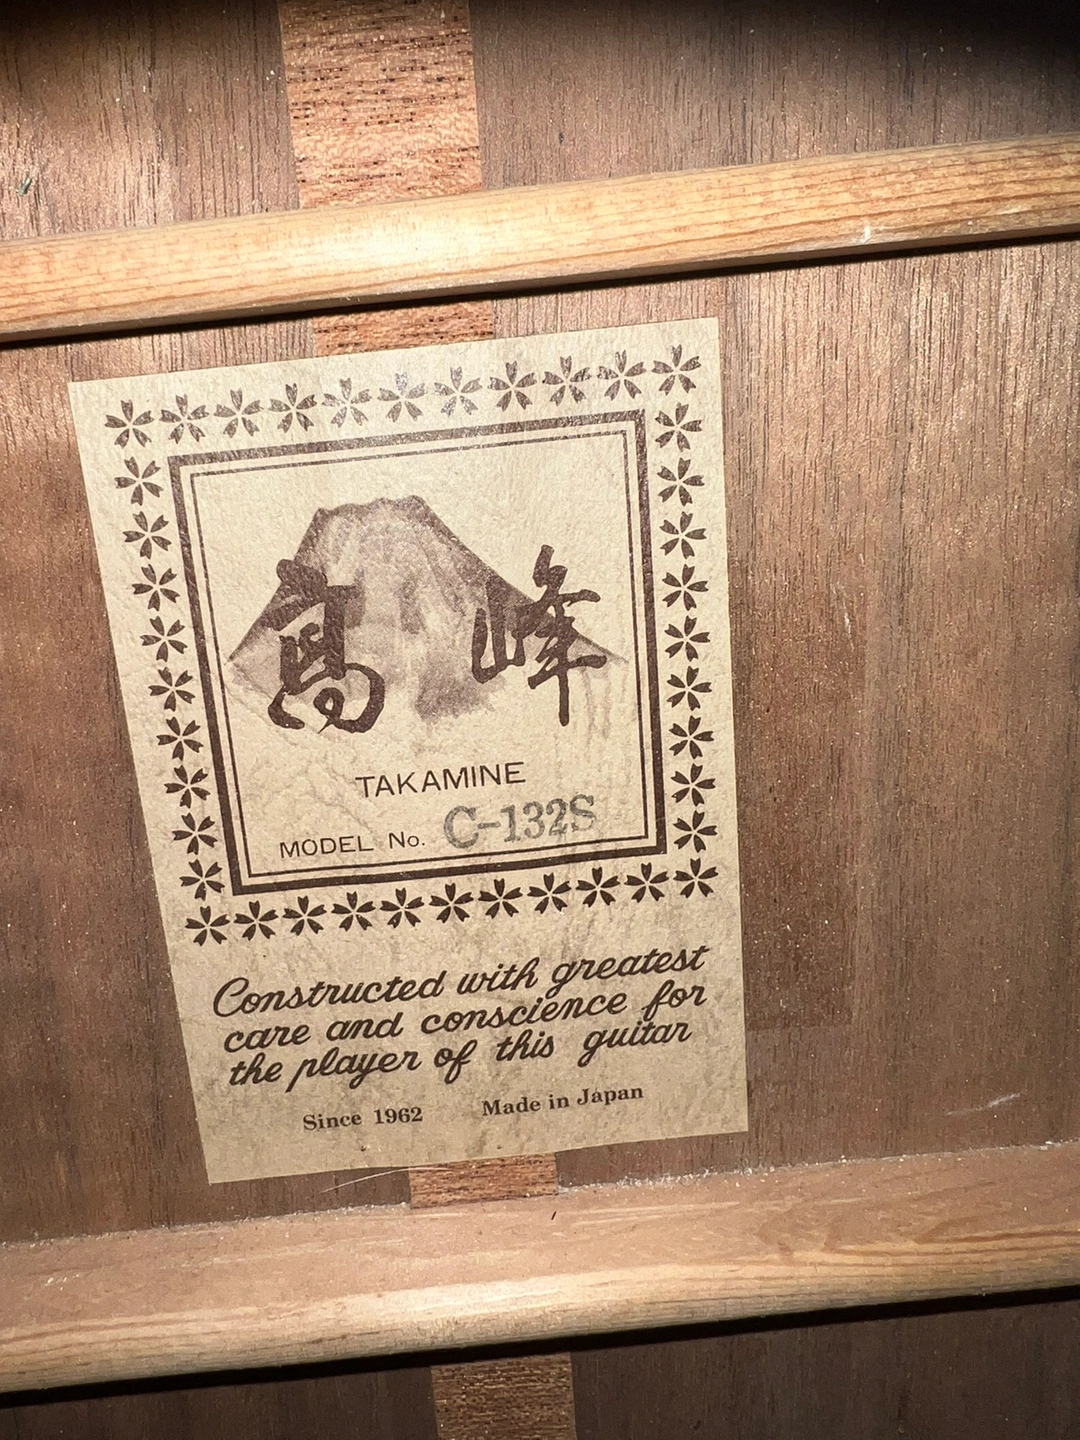 高峰
TAKAMINE
MODEL No. C-132S
Constructed with greatest
care and conscience for
the player of this guitar
Since 1962 Made in Japan